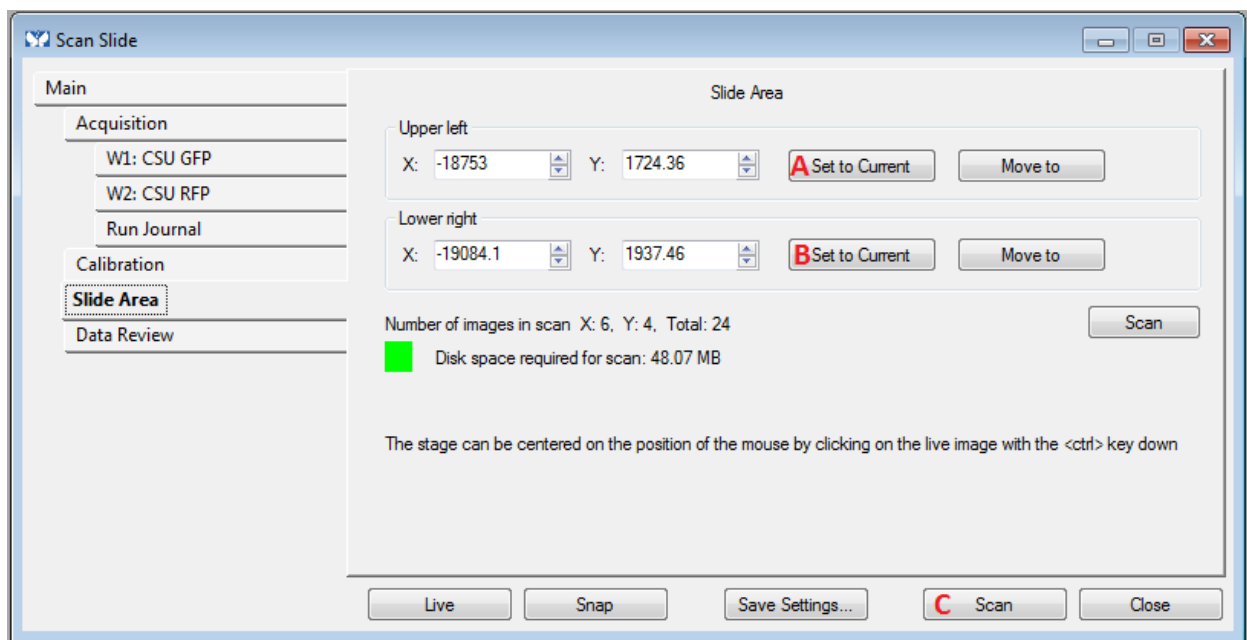 Scan Slide
Main
Acquisition
W1: CSU GFP
W2: CSU RFP
Run Journal
Calibration
Slide Area
Data Review
Slide Area
Upper left
X: -18753 Y: 1724.36 A Set to Current Move to
Lower right
X: -19084.1 Y: 1937.46 B Set to Current Move to
Number of images in scan X: 6, Y: 4, Total: 24 Scan
Disk space required for scan: 48.07 MB
The stage can be centered on the position of the mouse by clicking on the live image with the <ctrl> key down
Live Snap Save Settings... C Scan Close